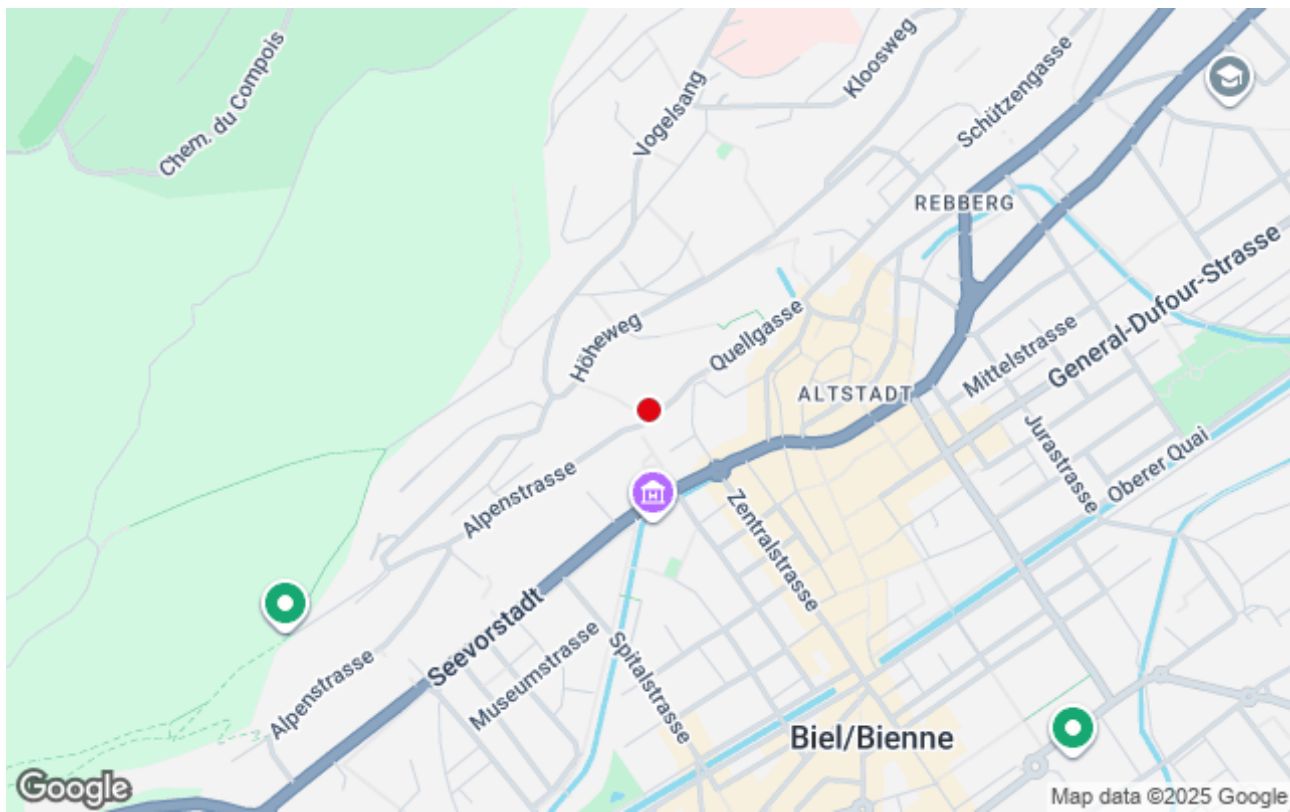 Chem. du Compois
Vogelsang
Kloosweg
Schützengasse
REBBERG
General-Dufour-Strasse
Höheweg
Quellgasse
ALTSTADT
Mittelstrasse
Jurastrasse
Oberer Quai
Alpenstrasse
Zentralstrasse
Seevorstadt
Museumstrasse
Spitalstrasse
Alpenstrasse
Biel/Bienne
H
Google
Map data ©2025 Google